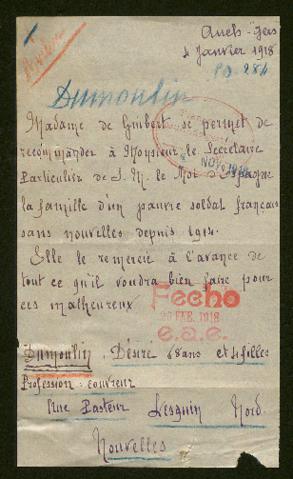 Auch - Gers
4 Janvier 1918
PD. 284
Dumoulin
Madame de Guibert se permet de
recommander à Monsieur le Secrétaire
Particulier de S. M. le Roi d'Espagne
la famille d'un pauvre soldat français
sans nouvelles depuis 1914.
Elle le remercie à l'avance de
tout ce qu'il voudra bien faire pour
ces malheureux
Fecho
26 FEB. 1918
e.a.e.
Dumoulin, Désiré 68 ans et 4 filles
Profession: couvreur
Rue Pasteur Lesquin Nord.
Nouvelles